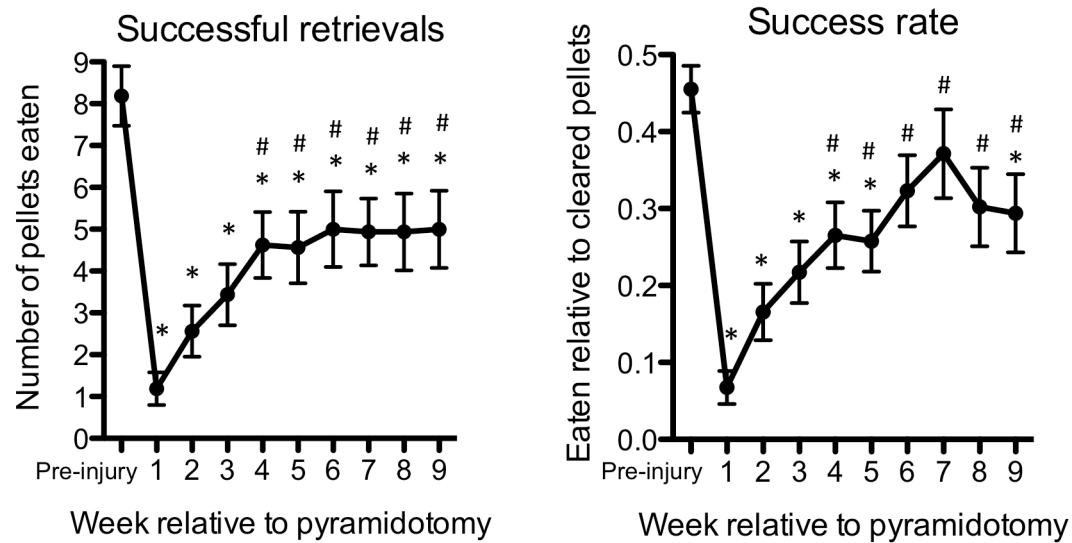 Successful retrievals
Number of pellets eaten
9
8
7
6
5
4
3
2
1
0
* * * # * # * # * # * # * # *
Pre-injury 1 2 3 4 5 6 7 8 9
Week relative to pyramidotomy
Success rate
Eaten relative to cleared pellets
0.5
0.4
0.3
0.2
0.1
0.0
* * * # * # * # # # # *
Pre-injury 1 2 3 4 5 6 7 8 9
Week relative to pyramidotomy